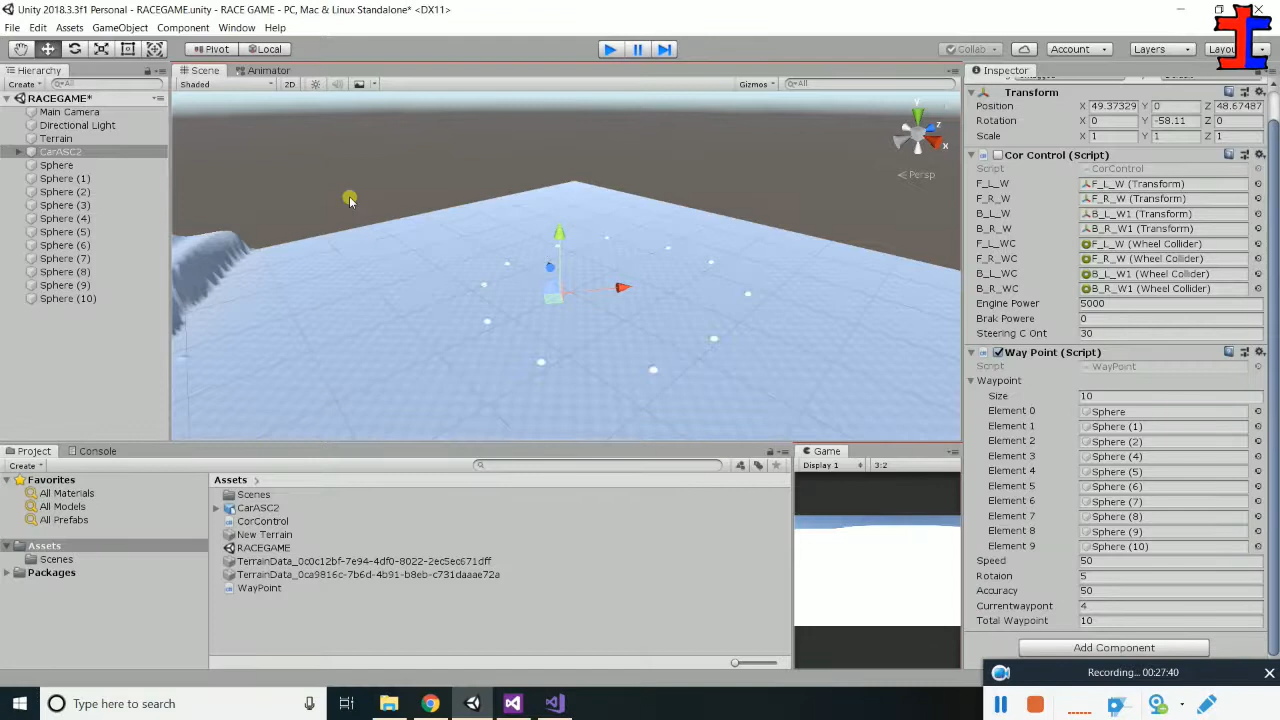 Unity 2018.3.3f1 Personal - RACEGAME.unity - RACE GAME - PC, Mac & Linux Standalone* <DX11>
File Edit Assets GameObject Component Window Help
Pivot Local Collab Account Layers
Hierarchy Scene Animator Inspector
Create All Shaded 2D Gizmos All
RACEGAME*
Main Camera
Directional Light
Terrain
CarASC2
Sphere
Sphere (1)
Sphere (2)
Sphere (3)
Sphere (4)
Sphere (5)
Sphere (6)
Sphere (7)
Sphere (8)
Sphere (9)
Sphere (10)
y
z
x
Persp
Transform
Position X 49.37329 Y 0 Z 48.67487
Rotation X 0 Y -58.11 Z 0
Scale X 1 Y 1 Z 1
Cor Control (Script)
Script CorControl
F_L_W F_L_W (Transform)
F_R_W F_R_W (Transform)
B_L_W B_L_W1 (Transform)
B_R_W B_R_W1 (Transform)
F_L_WC F_L_W (Wheel Collider)
F_R_WC F_R_W (Wheel Collider)
B_L_WC B_L_W1 (Wheel Collider)
B_R_WC B_R_W1 (Wheel Collider)
Engine Power 5000
Brak Powere 0
Steering C Ont 30
Way Point (Script)
Script WayPoint
Waypoint
Size 10
Element 0 Sphere
Element 1 Sphere (1)
Element 2 Sphere (2)
Element 3 Sphere (4)
Element 4 Sphere (5)
Element 5 Sphere (6)
Element 6 Sphere (7)
Element 7 Sphere (8)
Element 8 Sphere (9)
Element 9 Sphere (10)
Speed 50
Rotaion 5
Accuracy 50
Currentwaypont 4
Total Waypoint 10
Add Component
Project Console
Create
Favorites
All Materials
All Models
All Prefabs
Assets
Scenes
Packages
Assets
Scenes
CarASC2
CorControl
New Terrain
RACEGAME
TerrainData_0c0c12bf-7e94-4df0-8022-2ec5ec671dff
TerrainData_0ca9816c-7b6d-4b91-b8eb-c731daaae72a
WayPoint
Game
Display 1 3:2
Recording... 00:27:40
Type here to search